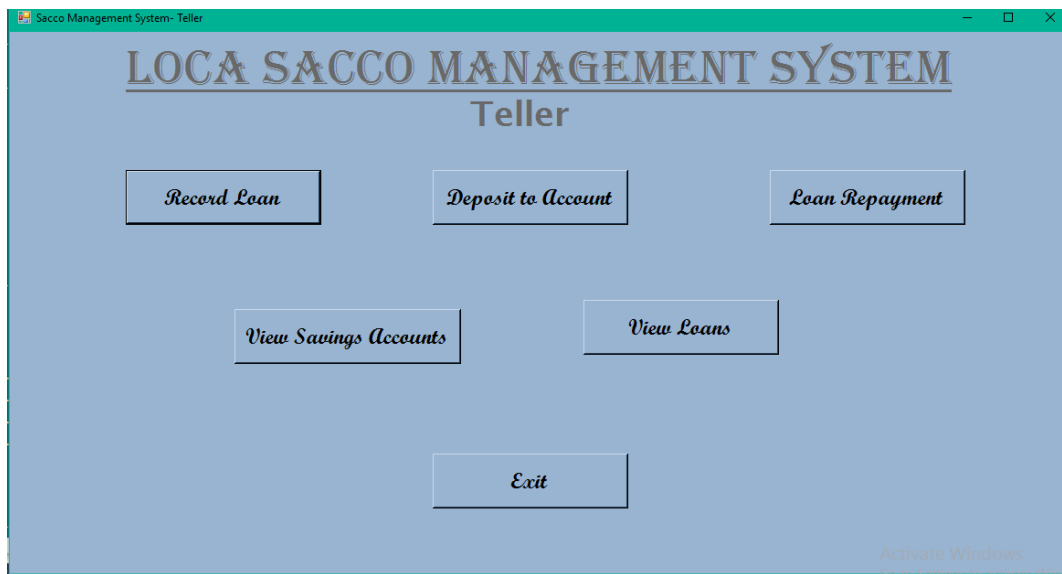 Sacco Management System- Teller
LOCA SACCO MANAGEMENT SYSTEM
Teller
Record Loan
Deposit to Account
Loan Repayment
View Savings Accounts
View Loans
Exit
Activate Windows